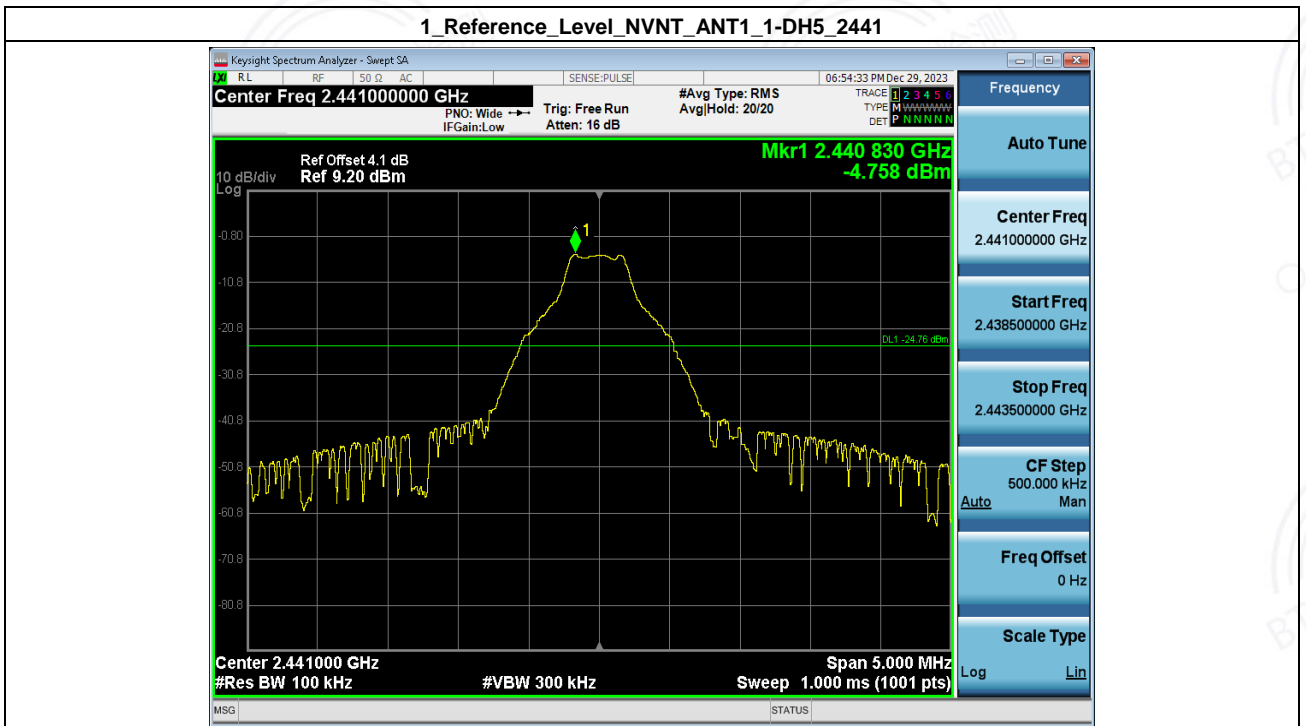 1_Reference_Level_NVNT_ANT1_1-DH5_2441
Keysight Spectrum Analyzer - Swept SA
LXI RL RF 50 Ω AC SENSE:PULSE 06:54:33 PM Dec 29, 2023
Center Freq 2.441000000 GHz
PNO: Wide
IFGain:Low
Trig: Free Run
Atten: 16 dB
#Avg Type: RMS
Avg|Hold: 20/20
TRACE 1 2 3 4 5 6
TYPE M WWWWW
DET P N N N N N
Frequency
Mkr1 2.440 830 GHz
-4.758 dBm
Ref Offset 4.1 dB
10 dB/div Ref 9.20 dBm
Log
1
-0.80
-10.8
-20.8
DL1 -24.76 dBm
-30.8
-40.8
-50.8
-60.8
-70.8
-80.8
Center 2.441000 GHz Span 5.000 MHz
#Res BW 100 kHz #VBW 300 kHz Sweep 1.000 ms (1001 pts)
MSG STATUS
Auto Tune
Center Freq
2.441000000 GHz
Start Freq
2.438500000 GHz
Stop Freq
2.443500000 GHz
CF Step
500.000 kHz
Auto Man
Freq Offset
0 Hz
Scale Type
Log Lin